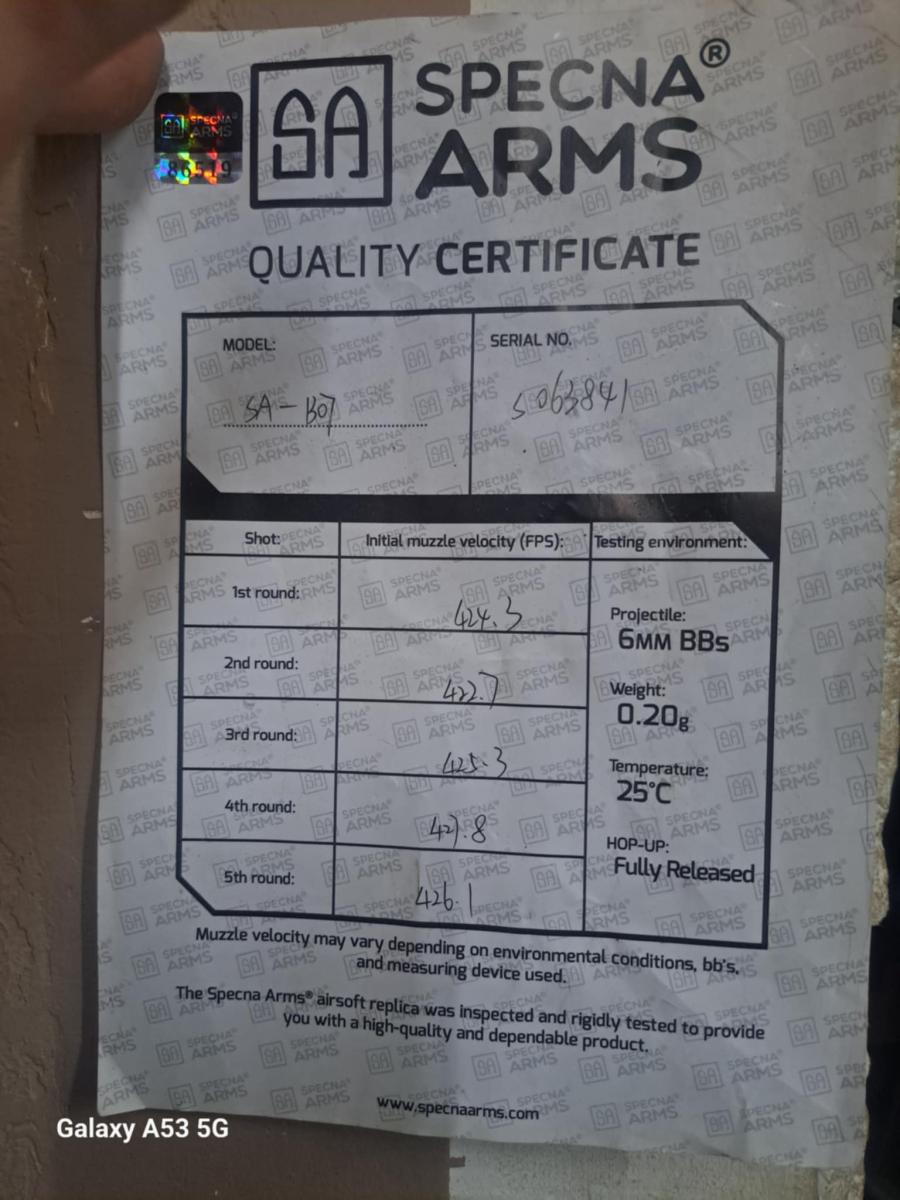 SPECNA®
ARMS
SA
SPECNA
ARMS
86519
QUALITY CERTIFICATE
MODEL:
SA-B07
SERIAL NO.
S063841
Shot:
Initial muzzle velocity (FPS):
Testing environment:
1st round:
424.3
2nd round:
422.7
3rd round:
425.3
4th round:
427.8
5th round:
426.1
Projectile:
6MM BBs
Weight:
0.20g
Temperature:
25°C
HOP-UP:
Fully Released
Muzzle velocity may vary depending on environmental conditions, bb's,
and measuring device used.
The Specna Arms® airsoft replica was inspected and rigidly tested to provide
you with a high-quality and dependable product.
www.specnaarms.com
Galaxy A53 5G